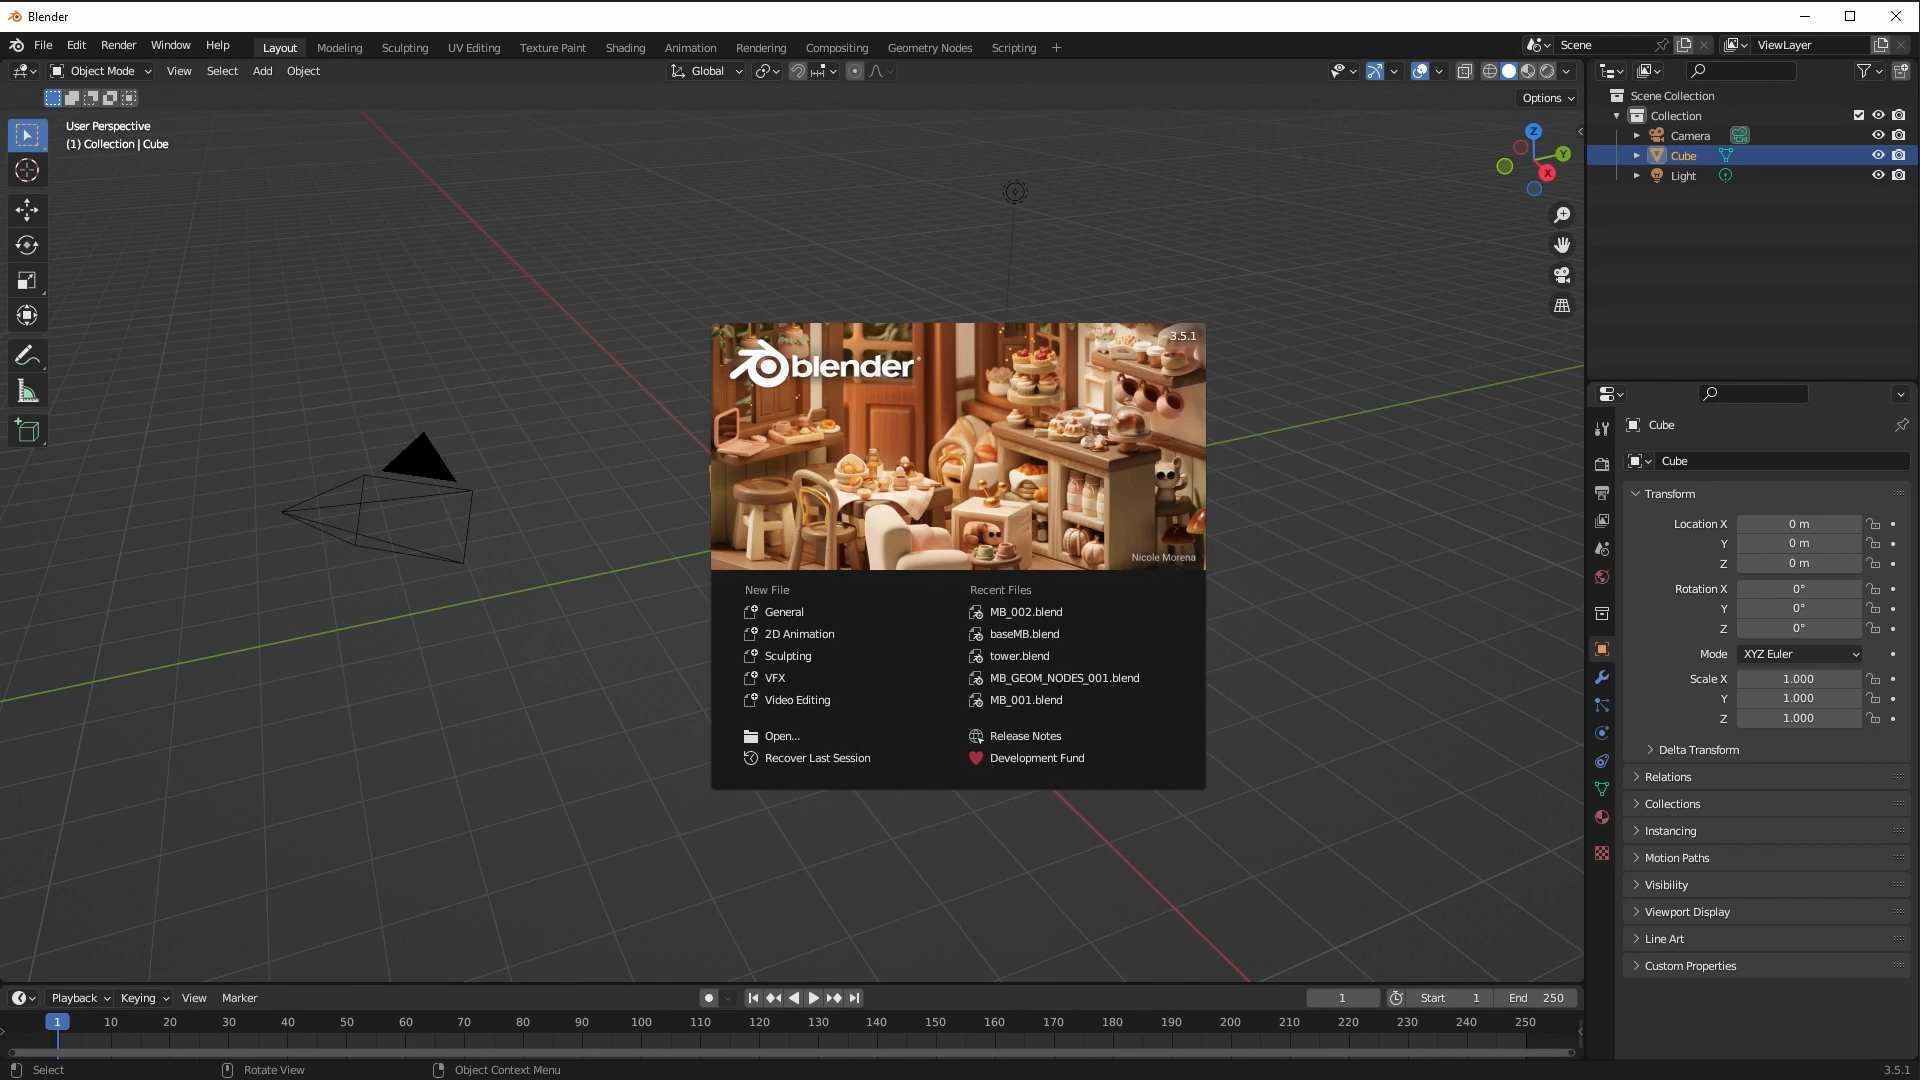 Blender
File Edit Render Window Help Layout Modeling Sculpting UV Editing Texture Paint Shading Animation Rendering Compositing Geometry Nodes Scripting + Scene ViewLayer
Object Mode View Select Add Object Global
Options
User Perspective
(1) Collection | Cube
Z
Y
X
Scene Collection
Collection
Camera
Cube
Light
3.5.1
blender
Nicole Morena
New File
General
2D Animation
Sculpting
VFX
Video Editing
Open...
Recover Last Session
Recent Files
MB_002.blend
baseMB.blend
tower.blend
MB_GEOM_NODES_001.blend
MB_001.blend
Release Notes
Development Fund
Cube
Cube
Transform
Location X 0 m
Y 0 m
Z 0 m
Rotation X 0°
Y 0°
Z 0°
Mode XYZ Euler
Scale X 1.000
Y 1.000
Z 1.000
Delta Transform
Relations
Collections
Instancing
Motion Paths
Visibility
Viewport Display
Line Art
Custom Properties
Playback Keying View Marker 1 Start 1 End 250
1 10 20 30 40 50 60 70 80 90 100 110 120 130 140 150 160 170 180 190 200 210 220 230 240 250
Select Rotate View Object Context Menu 3.5.1